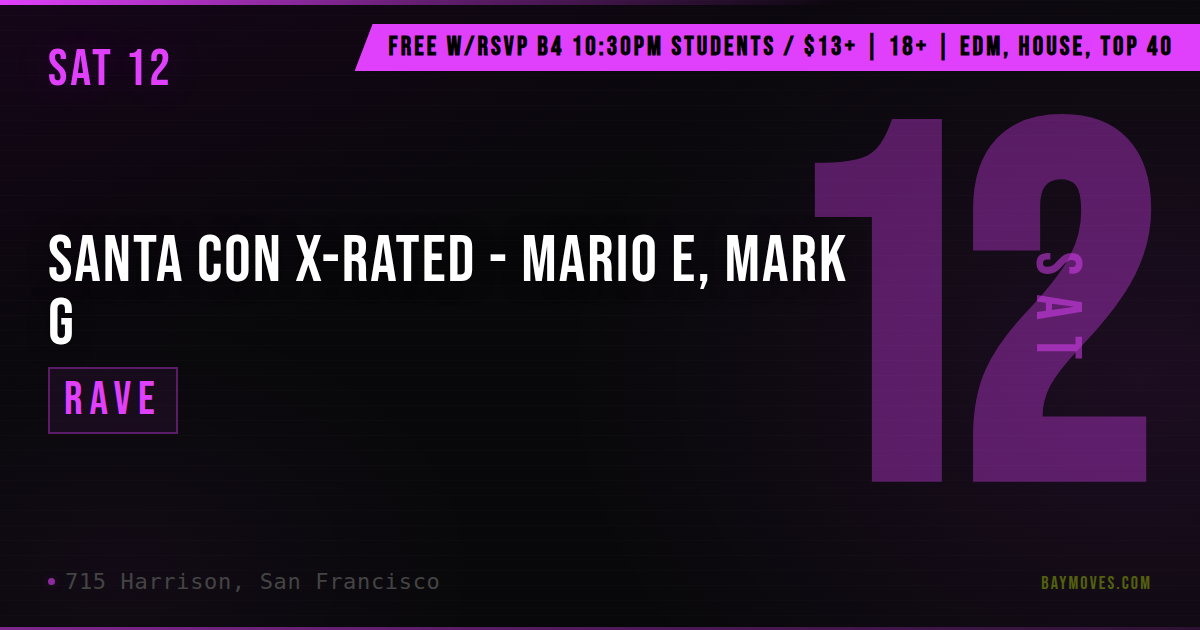 SAT 12
FREE W/RSVP B4 10:30PM STUDENTS / $13+ | 18+ | EDM, HOUSE, TOP 40
12
SAT
SANTA CON X-RATED - MARIO E, MARK
G
RAVE
715 Harrison, San Francisco
BAYMOVES.COM